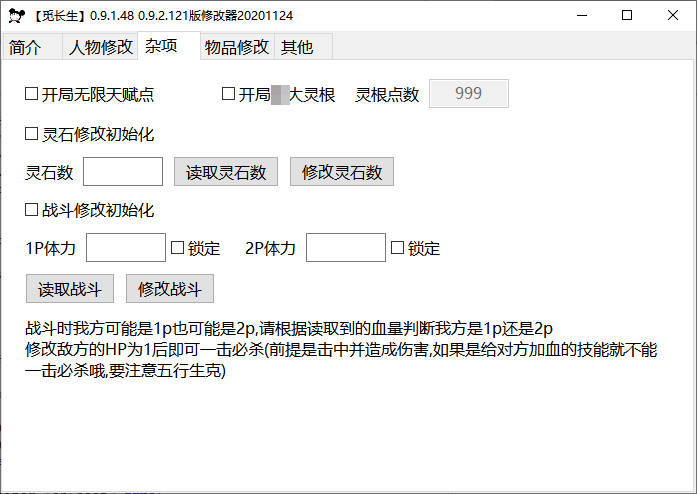 【觅长生】0.9.1.48 0.9.2.121版修改器20201124
简介 人物修改 杂项 物品修改 其他
开局无限天赋点 开局 大灵根 灵根点数 999
灵石修改初始化
灵石数 读取灵石数 修改灵石数
战斗修改初始化
1P体力 锁定 2P体力 锁定
读取战斗 修改战斗
战斗时我方可能是1p也可能是2p,请根据读取到的血量判断我方是1p还是2p
修改敌方的HP为1后即可一击必杀(前提是击中并造成伤害,如果是给对方加血的技能就不能
一击必杀哦,要注意五行生克)